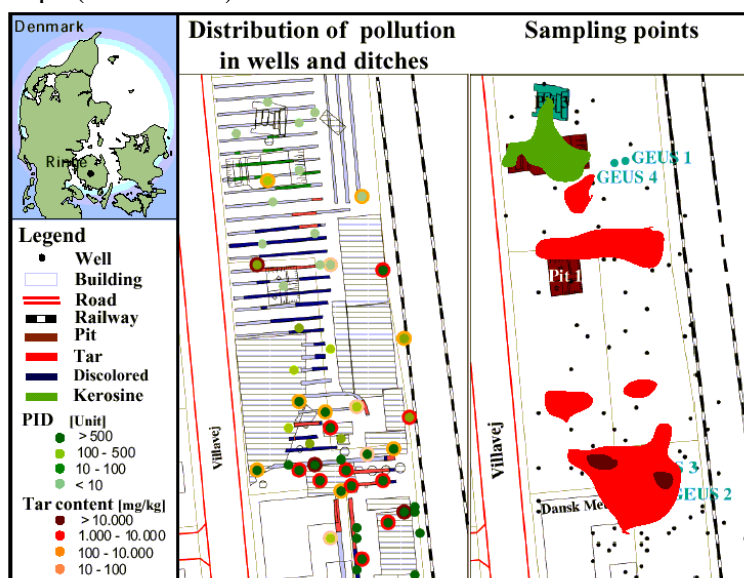 Denmark
Ringe
Distribution of pollution
in wells and ditches
Sampling points
Legend
Well
Building
Road
Railway
Pit
Tar
Discolored
Kerosine
PID [Unit]
> 500
100 - 500
10 - 100
< 10
Tar content [mg/kg]
> 10.000
1.000 - 10.000
100 - 10.000
10 - 100
Villavej
GEUS 1
GEUS 4
Pit 1
Villavej
3
GEUS 2
Dansk Me